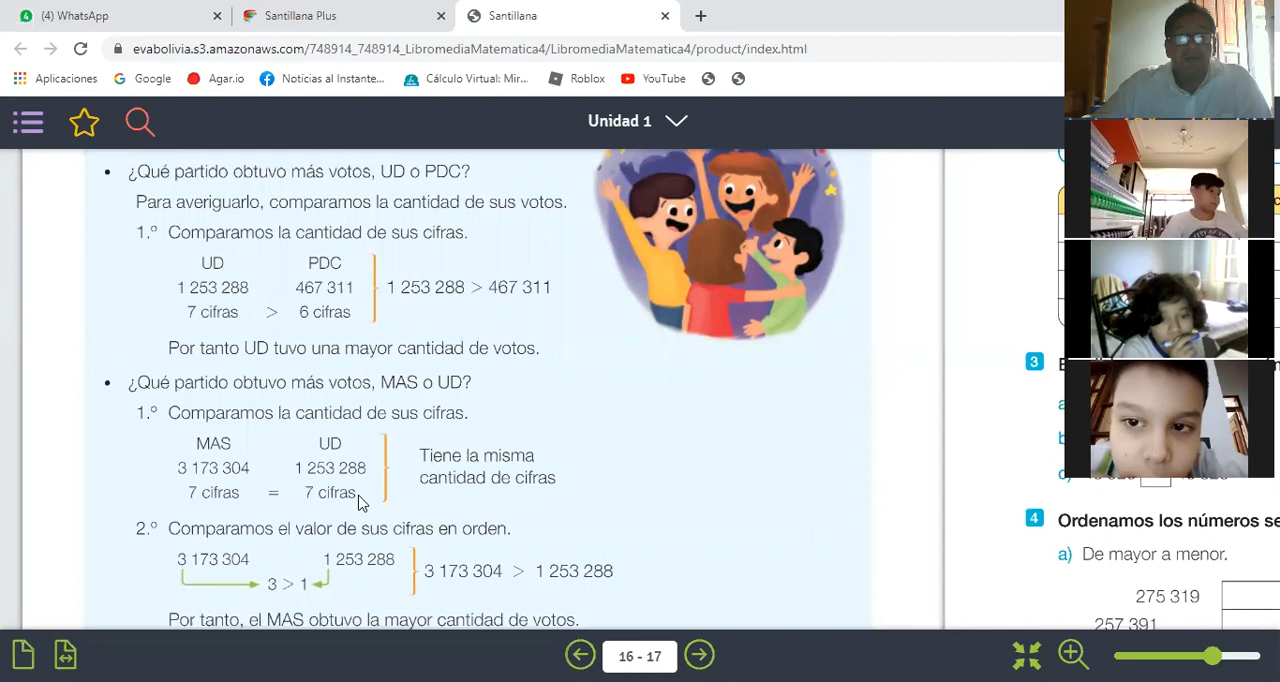 (4) WhatsApp
Santillana Plus
Santillana
evabolivia.s3.amazonaws.com/748914_748914_LibromediaMatematica4/LibromediaMatematica4/product/index.html
Aplicaciones Google Agar.io Noticias al Instante... Cálculo Virtual: Mir... Roblox YouTube
Unidad 1
• ¿Qué partido obtuvo más votos, UD o PDC?
Para averiguarlo, comparamos la cantidad de sus votos.
1.º Comparamos la cantidad de sus cifras.
UD PDC
1 253 288 467 311 1 253 288 > 467 311
7 cifras > 6 cifras
Por tanto UD tuvo una mayor cantidad de votos.
• ¿Qué partido obtuvo más votos, MAS o UD?
1.º Comparamos la cantidad de sus cifras.
MAS UD
3 173 304 1 253 288
7 cifras = 7 cifras
Tiene la misma
cantidad de cifras
2.º Comparamos el valor de sus cifras en orden.
3 173 304 1 253 288
3 > 1
3 173 304 > 1 253 288
Por tanto, el MAS obtuvo la mayor cantidad de votos.
3
4 Ordenamos los números se
a) De mayor a menor.
275 319
257 391
16 - 17